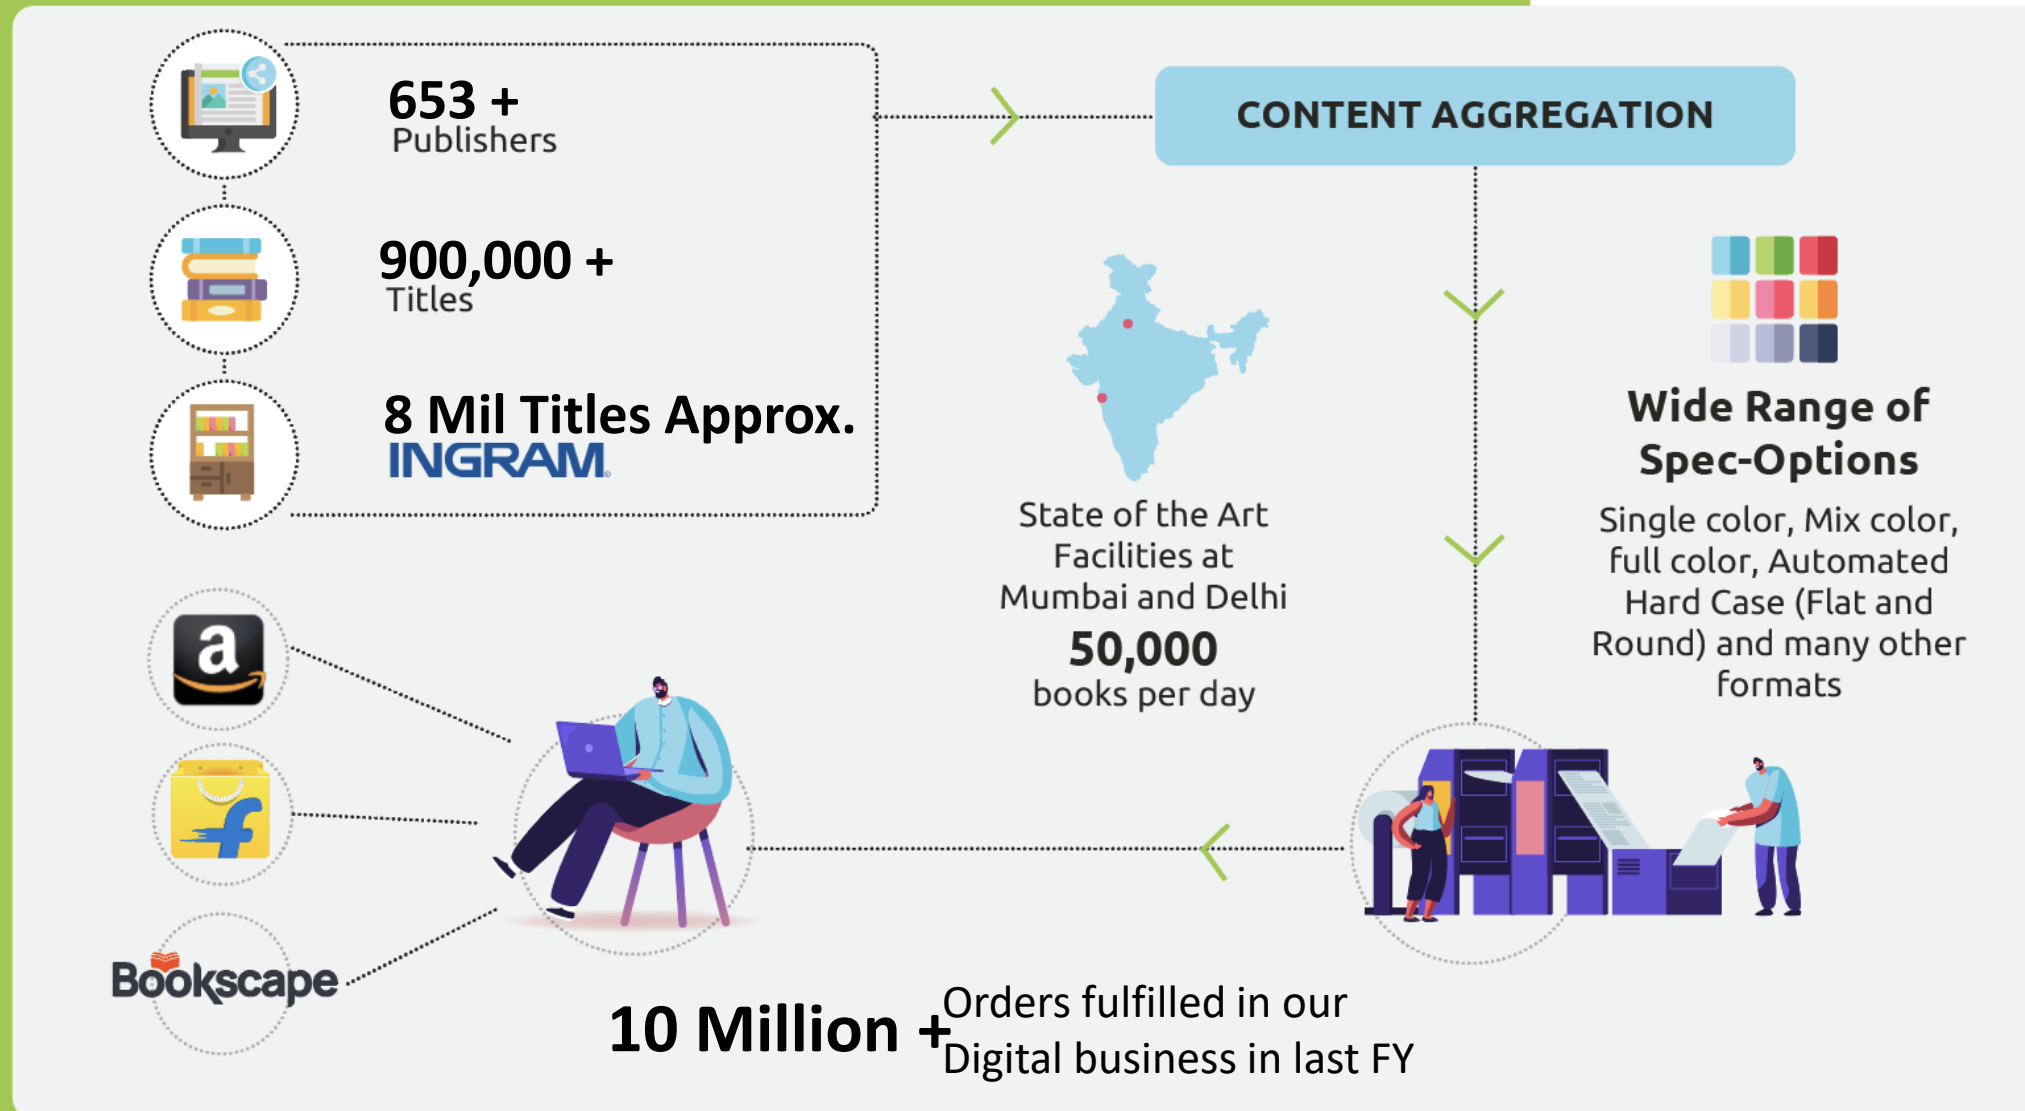 653 +
Publishers
CONTENT AGGREGATION
900,000 +
Titles
8 Mil Titles Approx.
INGRAM®
State of the Art
Facilities at
Mumbai and Delhi
50,000
books per day
Wide Range of
Spec-Options
Single color, Mix color,
full color, Automated
Hard Case (Flat and
Round) and many other
formats
a
f
Bookscape
10 Million +
Orders fulfilled in our
Digital business in last FY